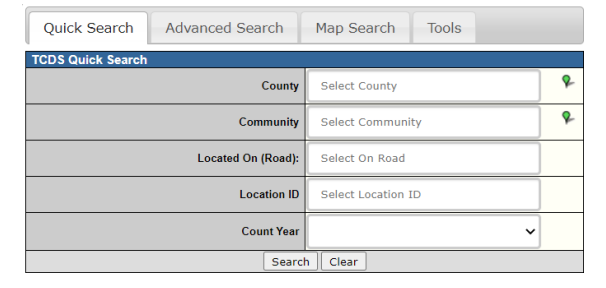 Quick Search Advanced Search Map Search Tools
TCDS Quick Search
County Select County
Community Select Community
Located On (Road): Select On Road
Location ID Select Location ID
Count Year
Search Clear